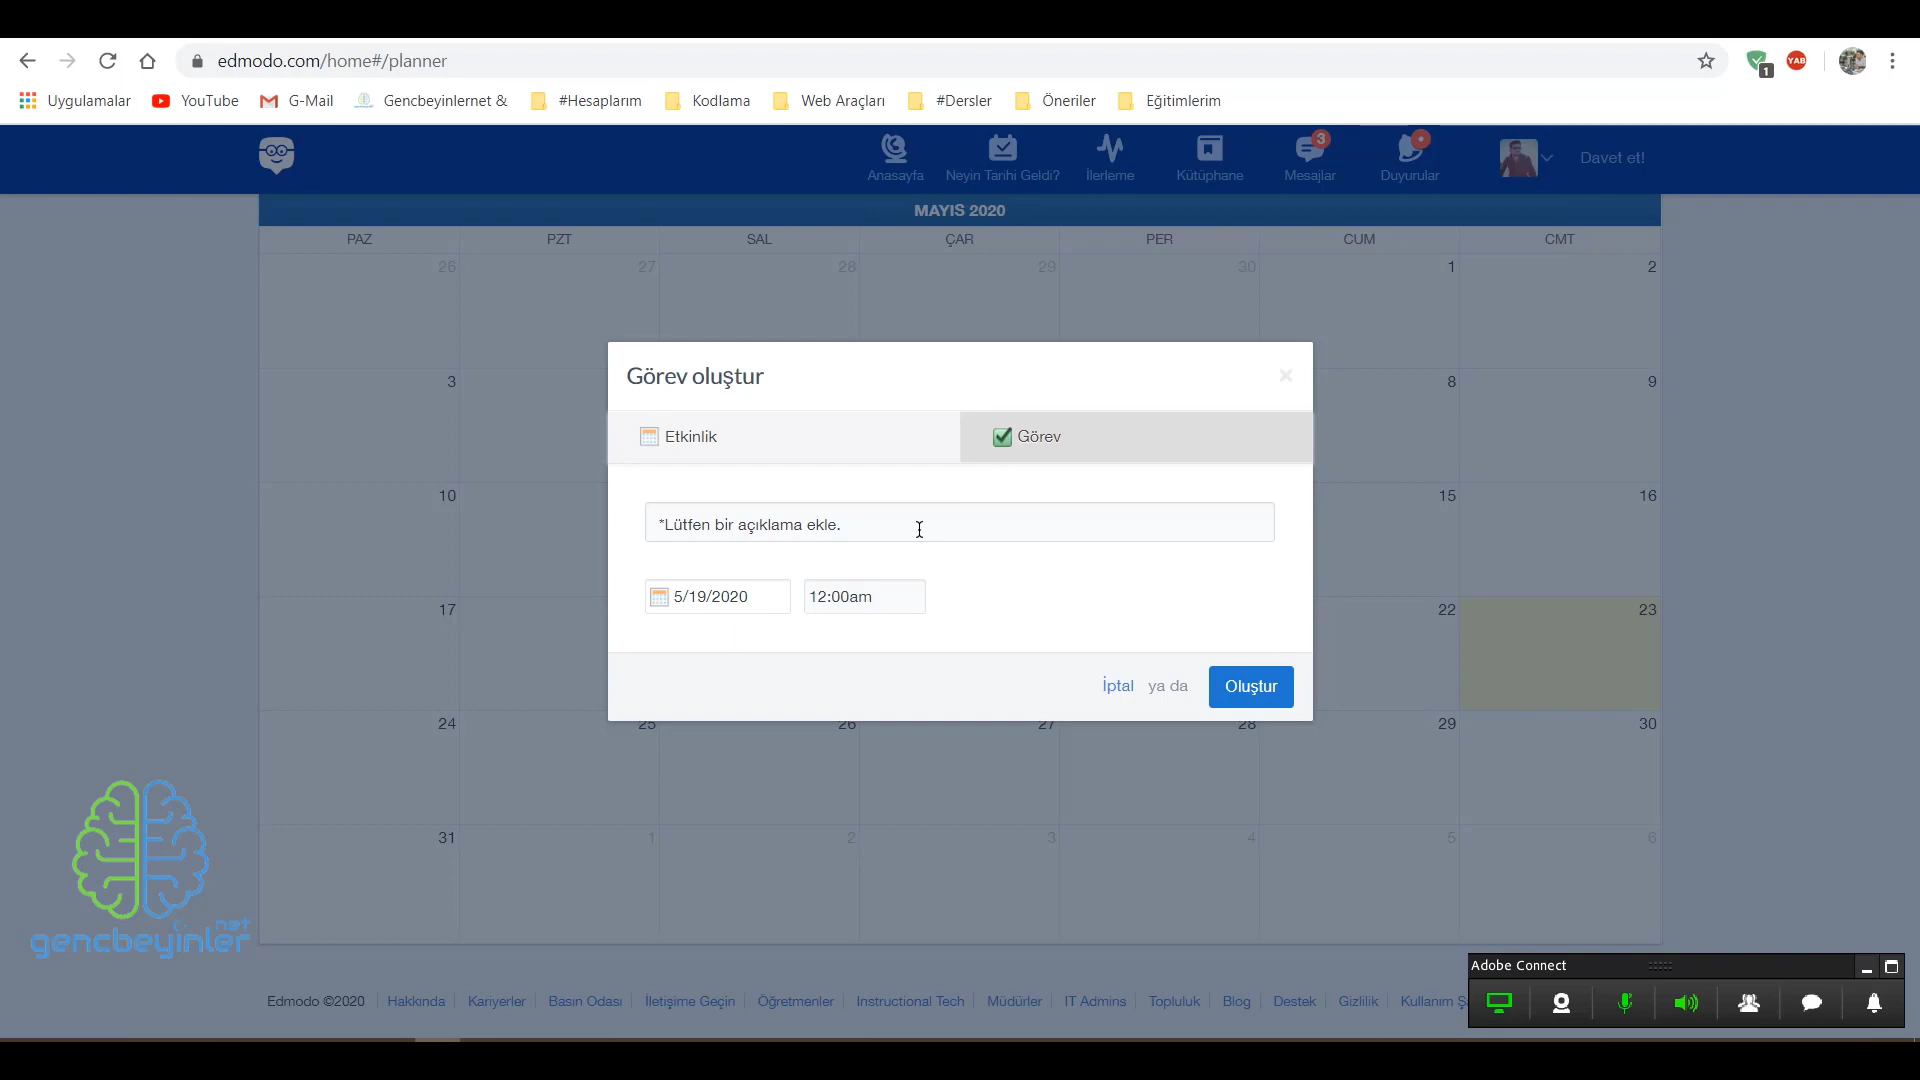 edmodo.com/home#/planner
1
YAB
Uygulamalar YouTube G-Mail Gencbeyinlernet & #Hesaplarım Kodlama Web Araçları #Dersler Öneriler Eğitimlerim
3
Anasayfa Neyin Tarihi Geldi? İlerleme Kütüphane Mesajlar Duyurular Davet et!
MAYIS 2020
PAZ PZT SAL ÇAR PER CUM CMT
26 27 28 29 30 1 2
3 8 9
10 15 16
17 22 23
24 25 26 27 28 29 30
31 1 2 3 4 5 6
Görev oluştur ×
Etkinlik Görev
*Lütfen bir açıklama ekle.
5/19/2020 12:00am
İptal ya da Oluştur
gencbeyinler
net
Edmodo ©2020 Hakkında Kariyerler Basın Odası İletişime Geçin Öğretmenler Instructional Tech Müdürler IT Admins Topluluk Blog Destek Gizlilik Kullanım
Adobe Connect